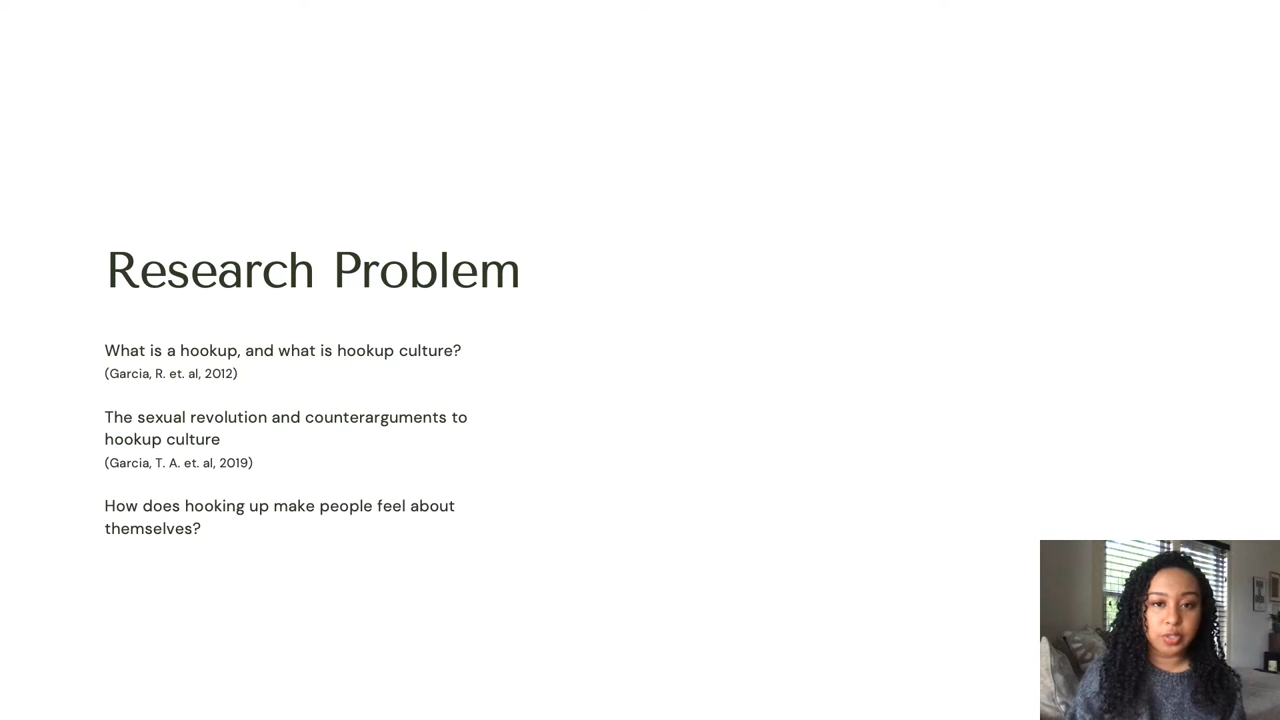 Research Problem
What is a hookup, and what is hookup culture?
(Garcia, R. et. al, 2012)
The sexual revolution and counterarguments to
hookup culture
(Garcia, T. A. et. al, 2019)
How does hooking up make people feel about
themselves?